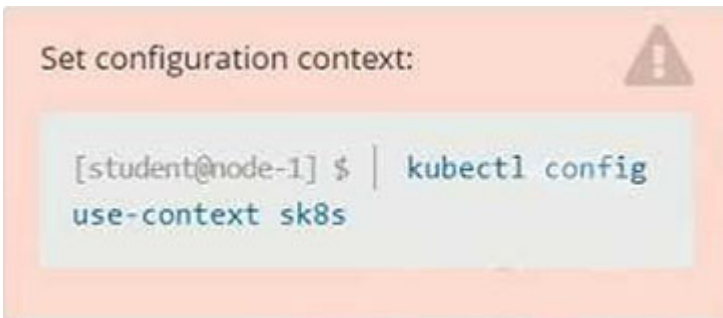 Set configuration context:
[student@node-1] $ | kubectl config
use-context sk8s